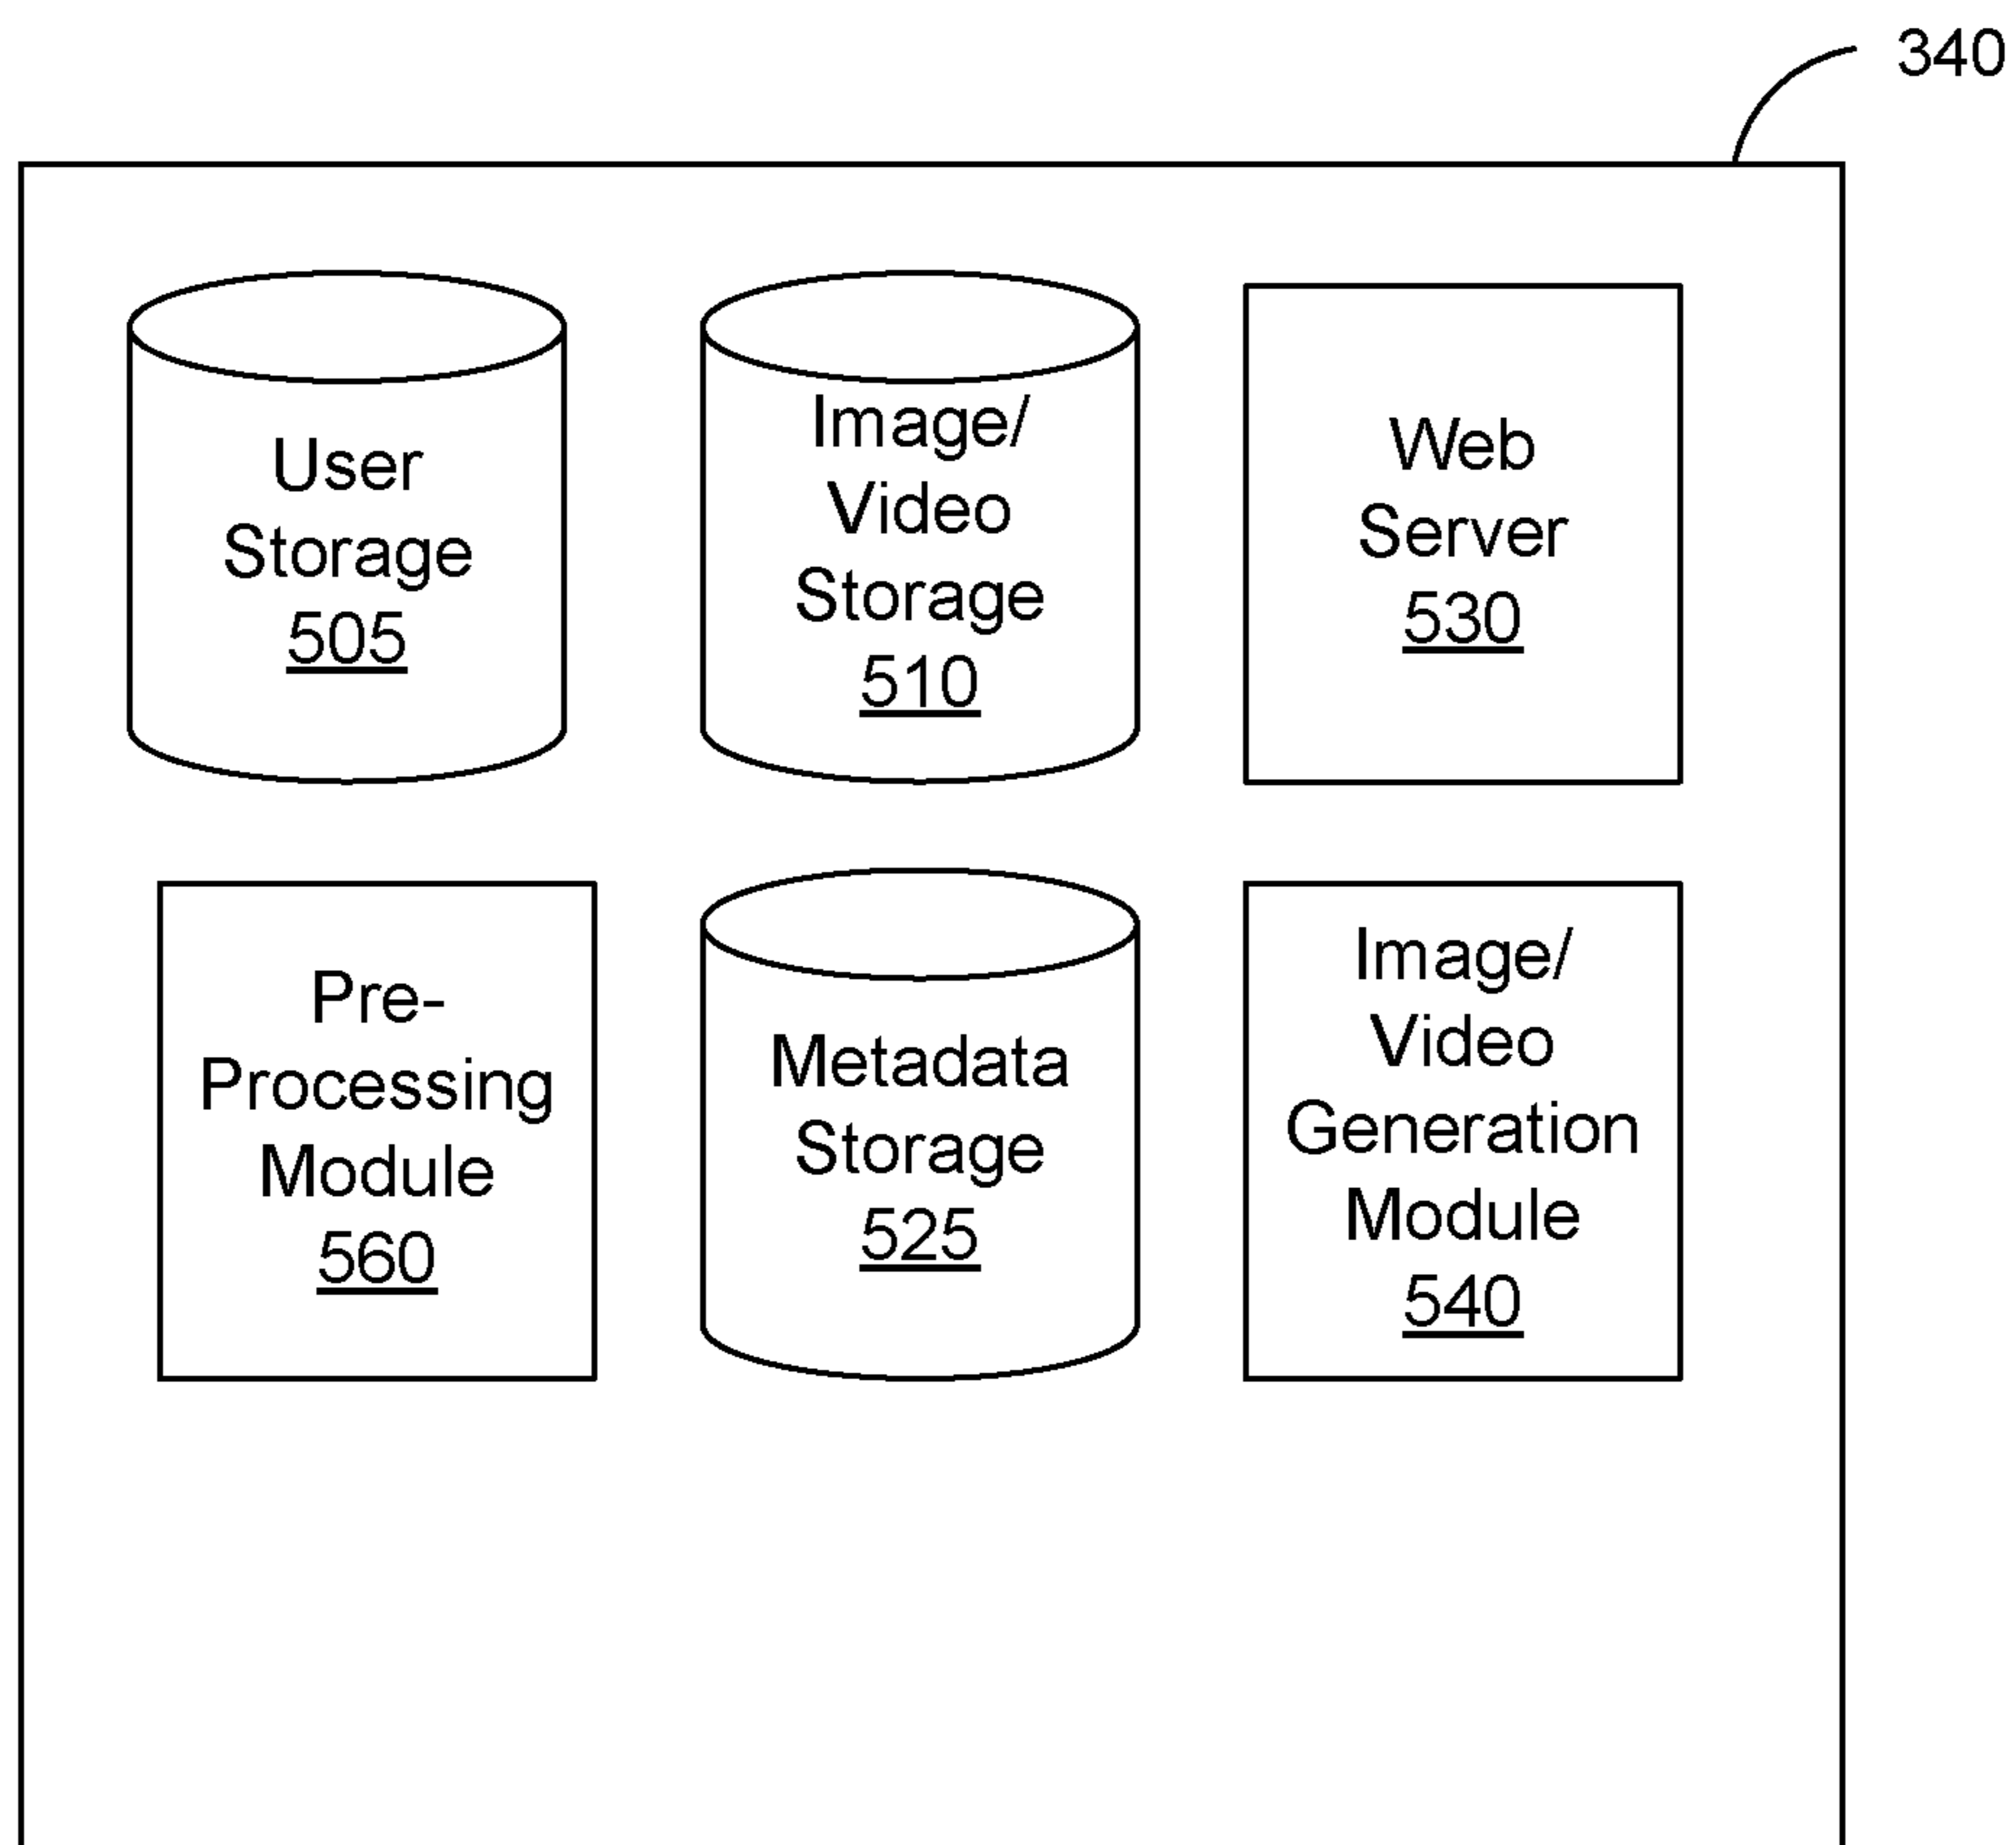 340
User
Storage
505
Image/
Video
Storage
510
Web
Server
530
Pre-
Processing
Module
560
Metadata
Storage
525
Image/
Video
Generation
Module
540